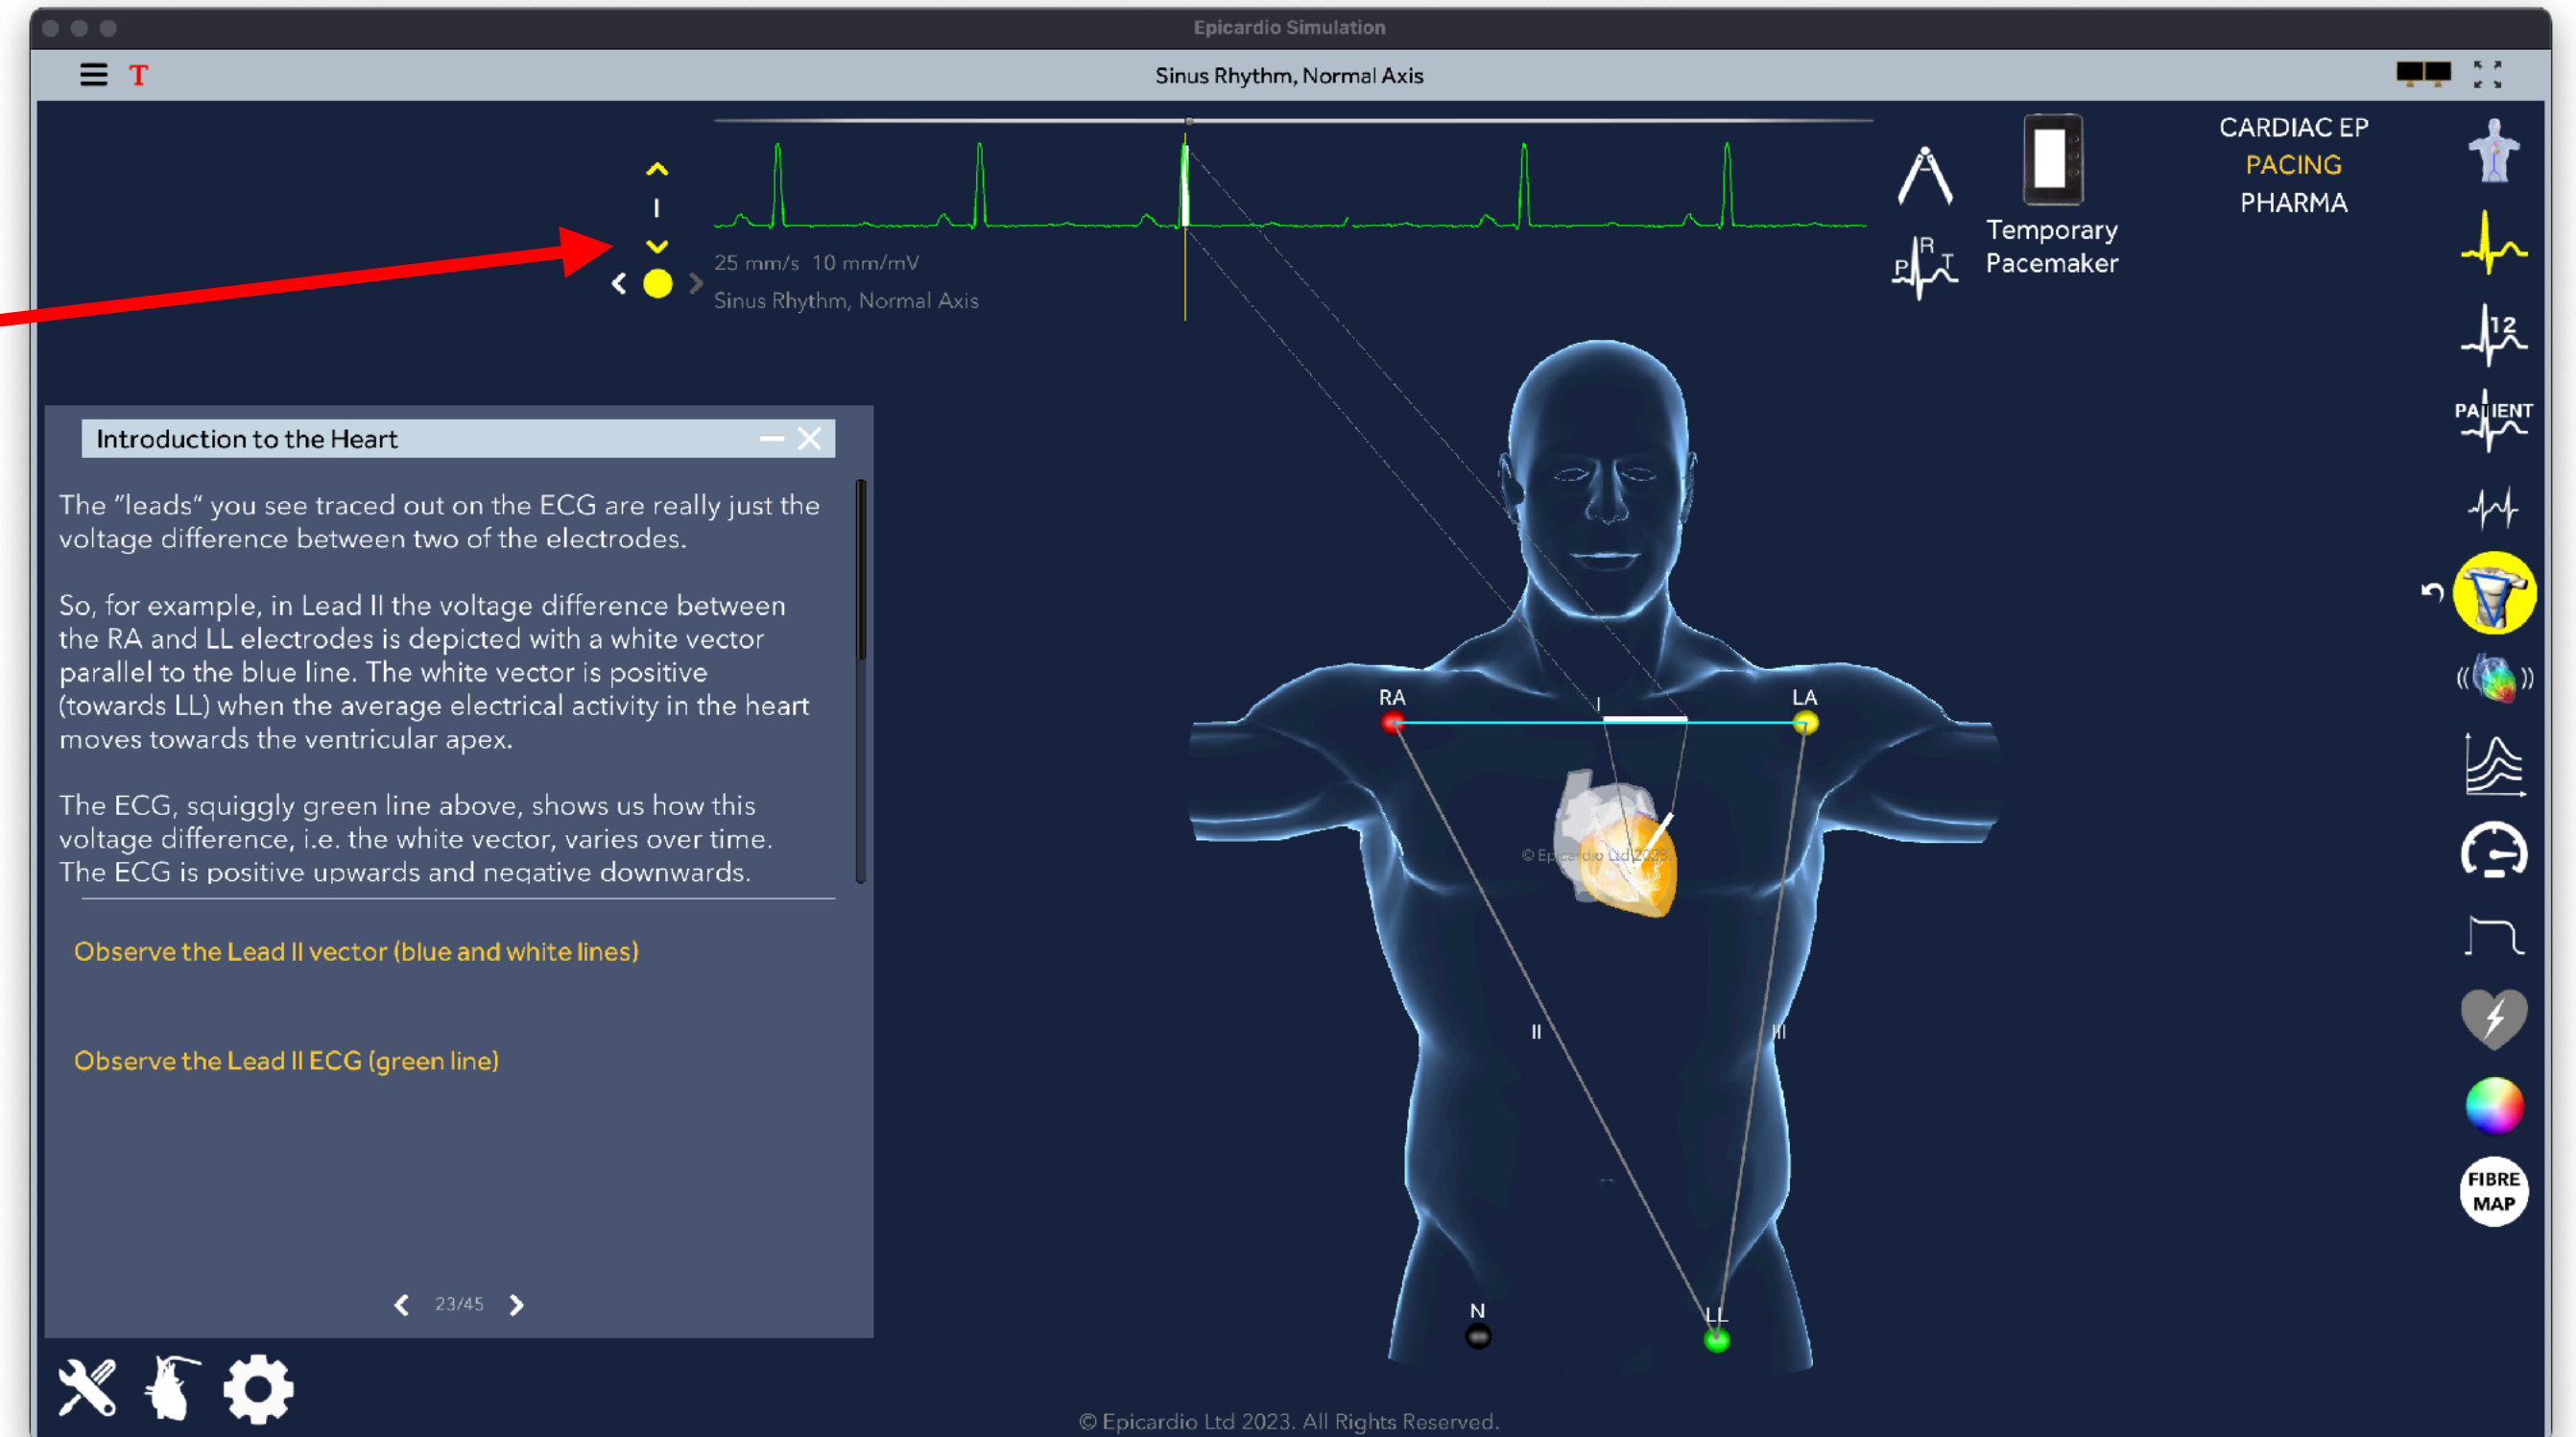 Epicardio Simulation
T
Sinus Rhythm, Normal Axis
I
25 mm/s 10 mm/mV
Sinus Rhythm, Normal Axis
P R T
Temporary
Pacemaker
CARDIAC EP
PACING
PHARMA
12
PATIENT
Introduction to the Heart
The "leads" you see traced out on the ECG are really just the
voltage difference between two of the electrodes.
So, for example, in Lead II the voltage difference between
the RA and LL electrodes is depicted with a white vector
parallel to the blue line. The white vector is positive
(towards LL) when the average electrical activity in the heart
moves towards the ventricular apex.
The ECG, squiggly green line above, shows us how this
voltage difference, i.e. the white vector, varies over time.
The ECG is positive upwards and negative downwards.
Observe the Lead II vector (blue and white lines)
Observe the Lead II ECG (green line)
23/45
RA
I
LA
© Epicardio Ltd 2023.
II
III
N
LL
FIBRE
MAP
© Epicardio Ltd 2023. All Rights Reserved.